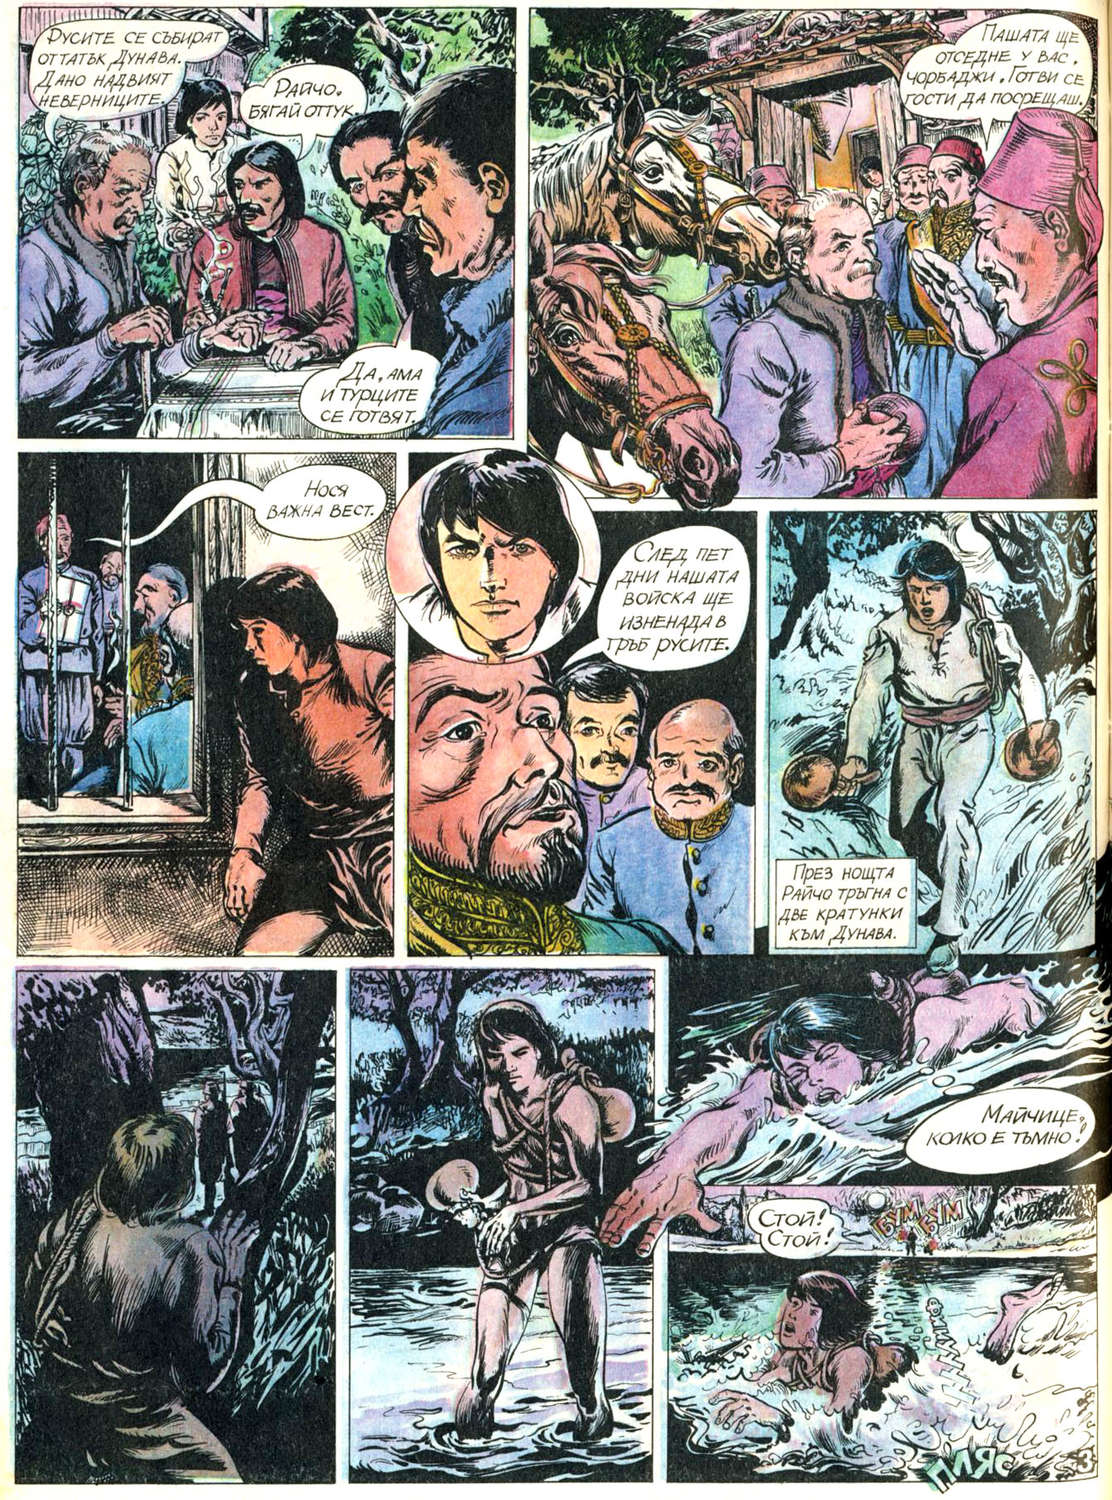 РУСИТЕ СЕ СЪБИРАТ
ОТТАТЪК ДУНАВА.
ДАНО НАДВИЯТ
НЕВЕРНИЦИТЕ
РАЙЧО,
БЯГАЙ ОТТУК.
ДА, АМА
И ТУРЦИТЕ
СЕ ГОТВЯТ.
ПАШАТА ЩЕ
ОТСЕДНЕ У ВАС,
ЧОРБАДЖИ. ГОТВИ СЕ
ГОСТИ ДА ПОСРЕЩАШ.
НОСЯ
ВАЖНА ВЕСТ.
СЛЕД ПЕТ
ДНИ НАШАТА
ВОЙСКА ЩЕ
ИЗНЕНАДА В
ГРЪБ РУСИТЕ.
ПРЕЗ НОЩТА
РАЙЧО ТРЪГНА С
ДВЕ КРАТУНКИ
КЪМ ДУНАВА.
МАЙЧИЦЕ,
КОЛКО Е ТЪМНО!
СТОЙ!
СТОЙ!
БУМ
БУМ
ПЛЯС
3